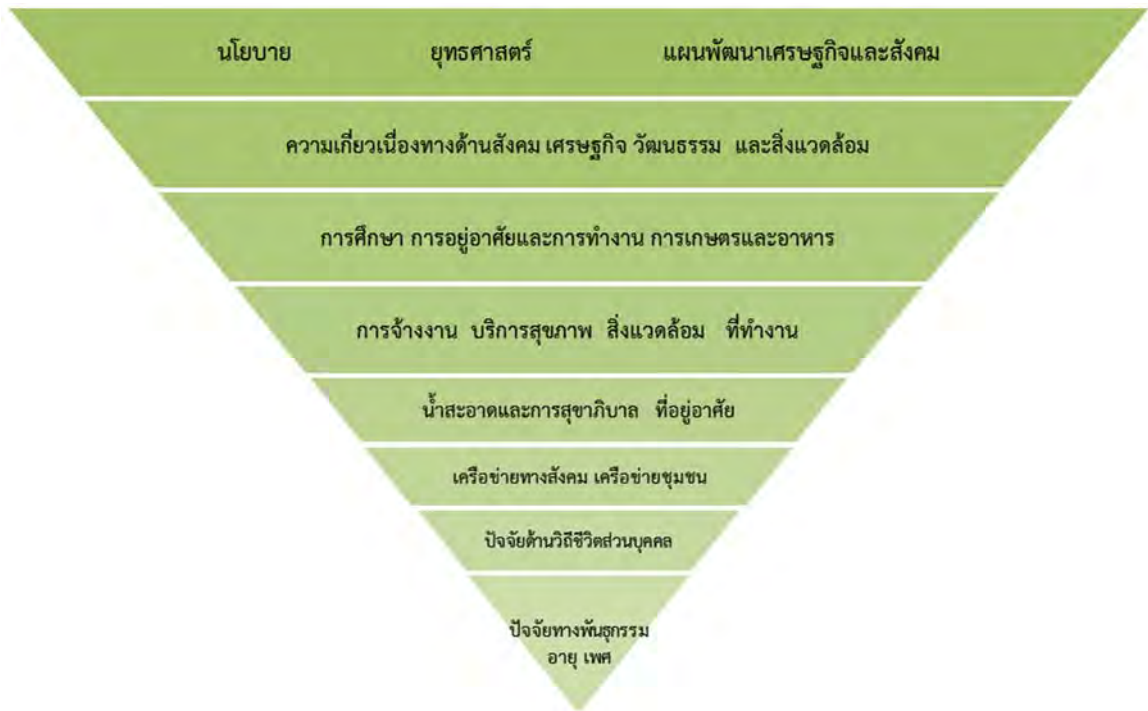 นโยบาย ยุทธศาสตร์ แผนพัฒนาเศรษฐกิจและสังคม
ความเกี่ยวเนื่องทางด้านสังคม เศรษฐกิจ วัฒนธรรม และสิ่งแวดล้อม
การศึกษา การอยู่อาศัยและการทำงาน การเกษตรและอาหาร
การจ้างงาน บริการสุขภาพ สิ่งแวดล้อม ที่ทำงาน
น้ำสะอาดและการสุขาภิบาล ที่อยู่อาศัย
เครือข่ายทางสังคม เครือข่ายชุมชน
ปัจจัยด้านวิถีชีวิตส่วนบุคคล
ปัจจัยทางพันธุกรรม
อายุ เพศ